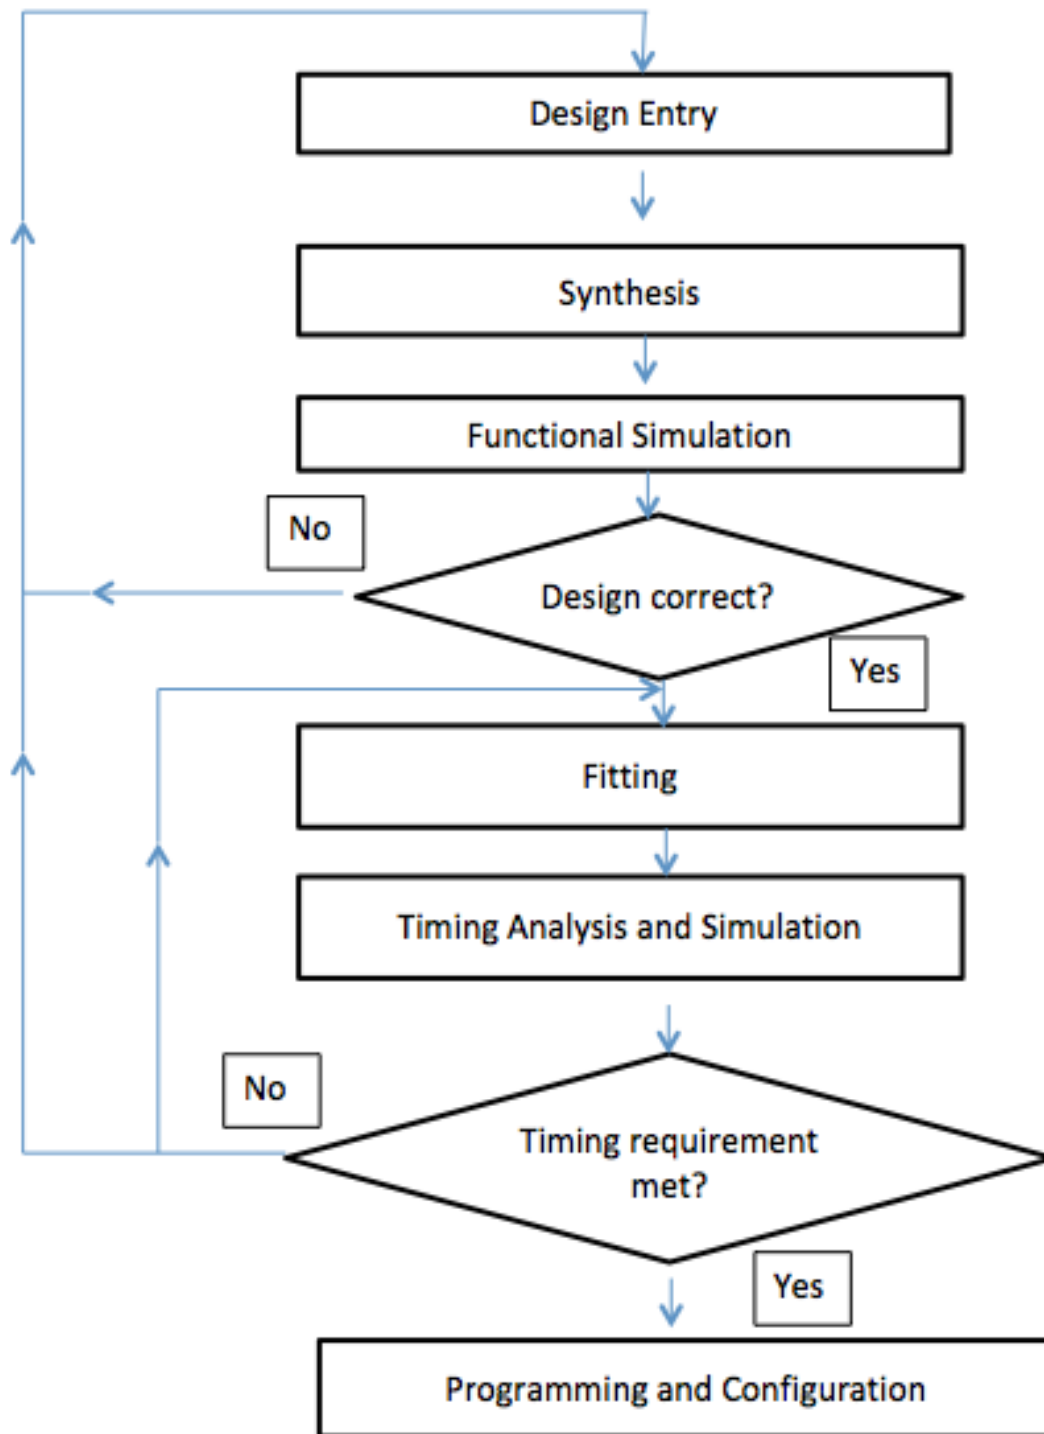 Design Entry
Synthesis
Functional Simulation
No
Design correct?
Yes
Fitting
Timing Analysis and Simulation
No
Timing requirement
met?
Yes
Programming and Configuration